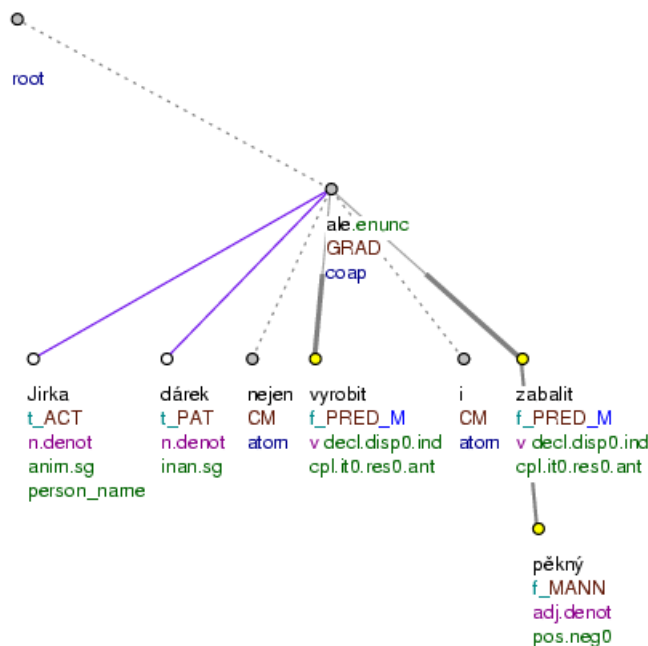 root
ale.enunc
GRAD
coap
Jirka
t_ACT
n.denot
anim.sg
person_name
dárek
t_PAT
n.denot
inan.sg
nejen
CM
atom
vyrobit
f_PRED_M
v decl.disp0.ind
cpl.it0.res0.ant
i
CM
atom
zabalit
f_PRED_M
v decl.disp0.ind
cpl.it0.res0.ant
pěkný
f_MANN
adj.denot
pos.neg0